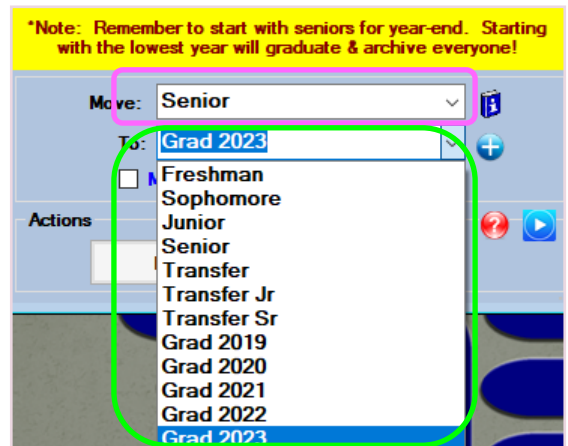 *Note: Remember to start with seniors for year-end. Starting
with the lowest year will graduate & archive everyone!
Move: Senior
To: Grad 2023
Freshman
Sophomore
Junior
Actions
Senior
Transfer
Transfer Jr
Transfer Sr
Grad 2019
Grad 2020
Grad 2021
Grad 2022
Grad 2023